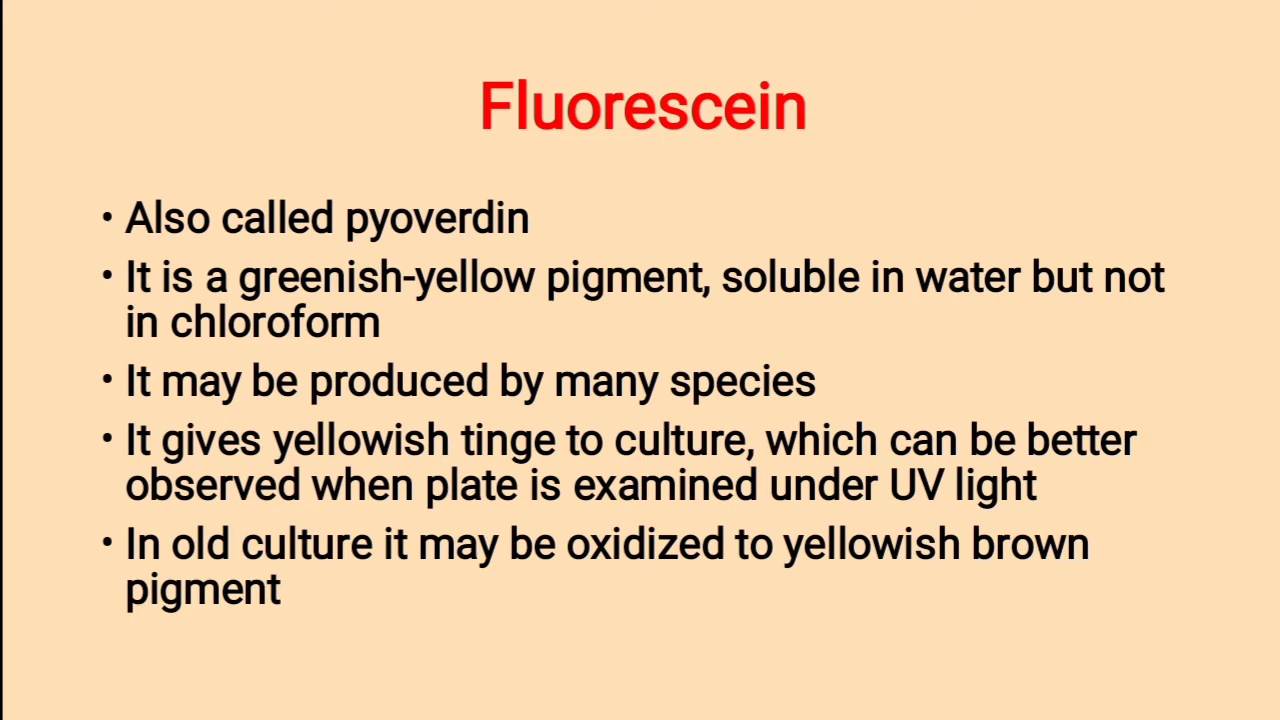 Fluorescein
• Also called pyoverdin
• It is a greenish-yellow pigment, soluble in water but not
in chloroform
• It may be produced by many species
• It gives yellowish tinge to culture, which can be better
observed when plate is examined under UV light
• In old culture it may be oxidized to yellowish brown
pigment